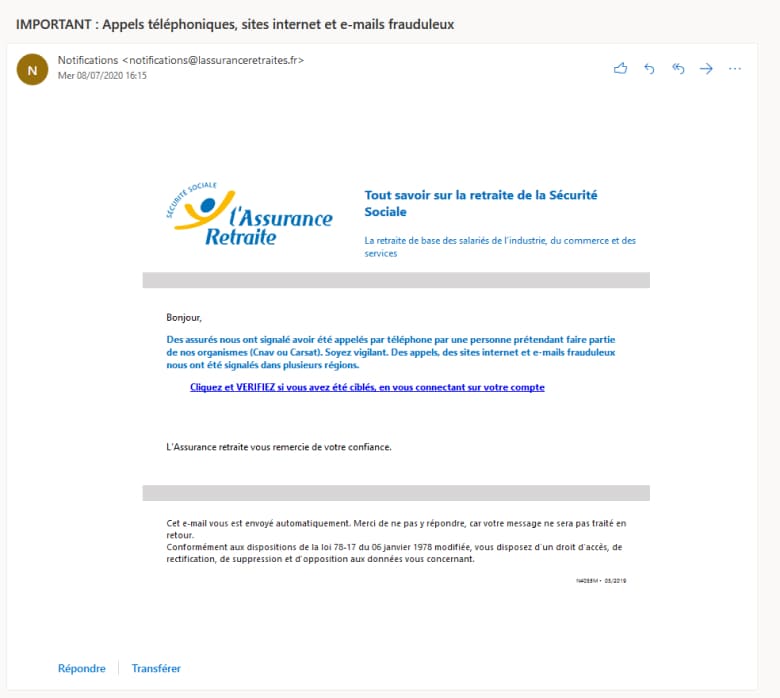 IMPORTANT : Appels téléphoniques, sites internet et e-mails frauduleux
N
Notifications <notifications@lassuranceretraites.fr>
Mer 08/07/2020 16:15
SÉCURITÉ SOCIALE
l'Assurance
Retraite
Tout savoir sur la retraite de la Sécurité
Sociale
La retraite de base des salariés de l'industrie, du commerce et des
services
Bonjour,
Des assurés nous ont signalé avoir été appelés par téléphone par une personne prétendant faire partie
de nos organismes (Cnav ou Carsat). Soyez vigilant. Des appels, des sites internet et e-mails frauduleux
nous ont été signalés dans plusieurs régions.
Cliquez et VERIFIEZ si vous avez été ciblés, en vous connectant sur votre compte
L'Assurance retraite vous remercie de votre confiance.
Cet e-mail vous est envoyé automatiquement. Merci de ne pas y répondre, car votre message ne sera pas traité en
retour.
Conformément aux dispositions de la loi 78-17 du 06 janvier 1978 modifiée, vous disposez d'un droit d'accès, de
rectification, de suppression et d'opposition aux données vous concernant.
03/2019
Répondre
Transférer